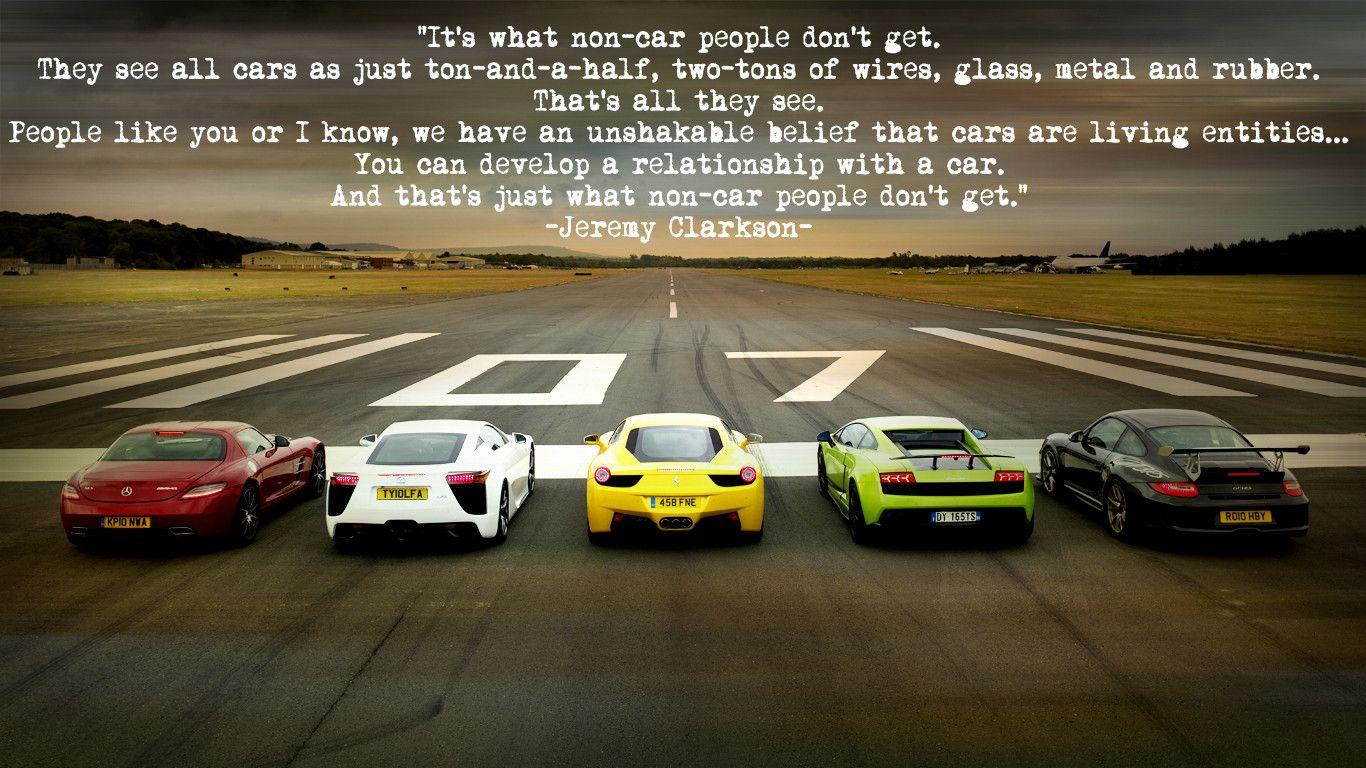 "It's what non-car people don't get.
They see all cars as just ton-and-a-half, two-tons of wires, glass, metal and rubber.
That's all they see.
People like you or I know, we have an unshakable belief that cars are living entities...
You can develop a relationship with a car.
And that's just what non-car people don't get."
-Jeremy Clarkson-
07
KP10 NWA
TY10LFA
458 FNE
DY 165TS
RO10 HBY